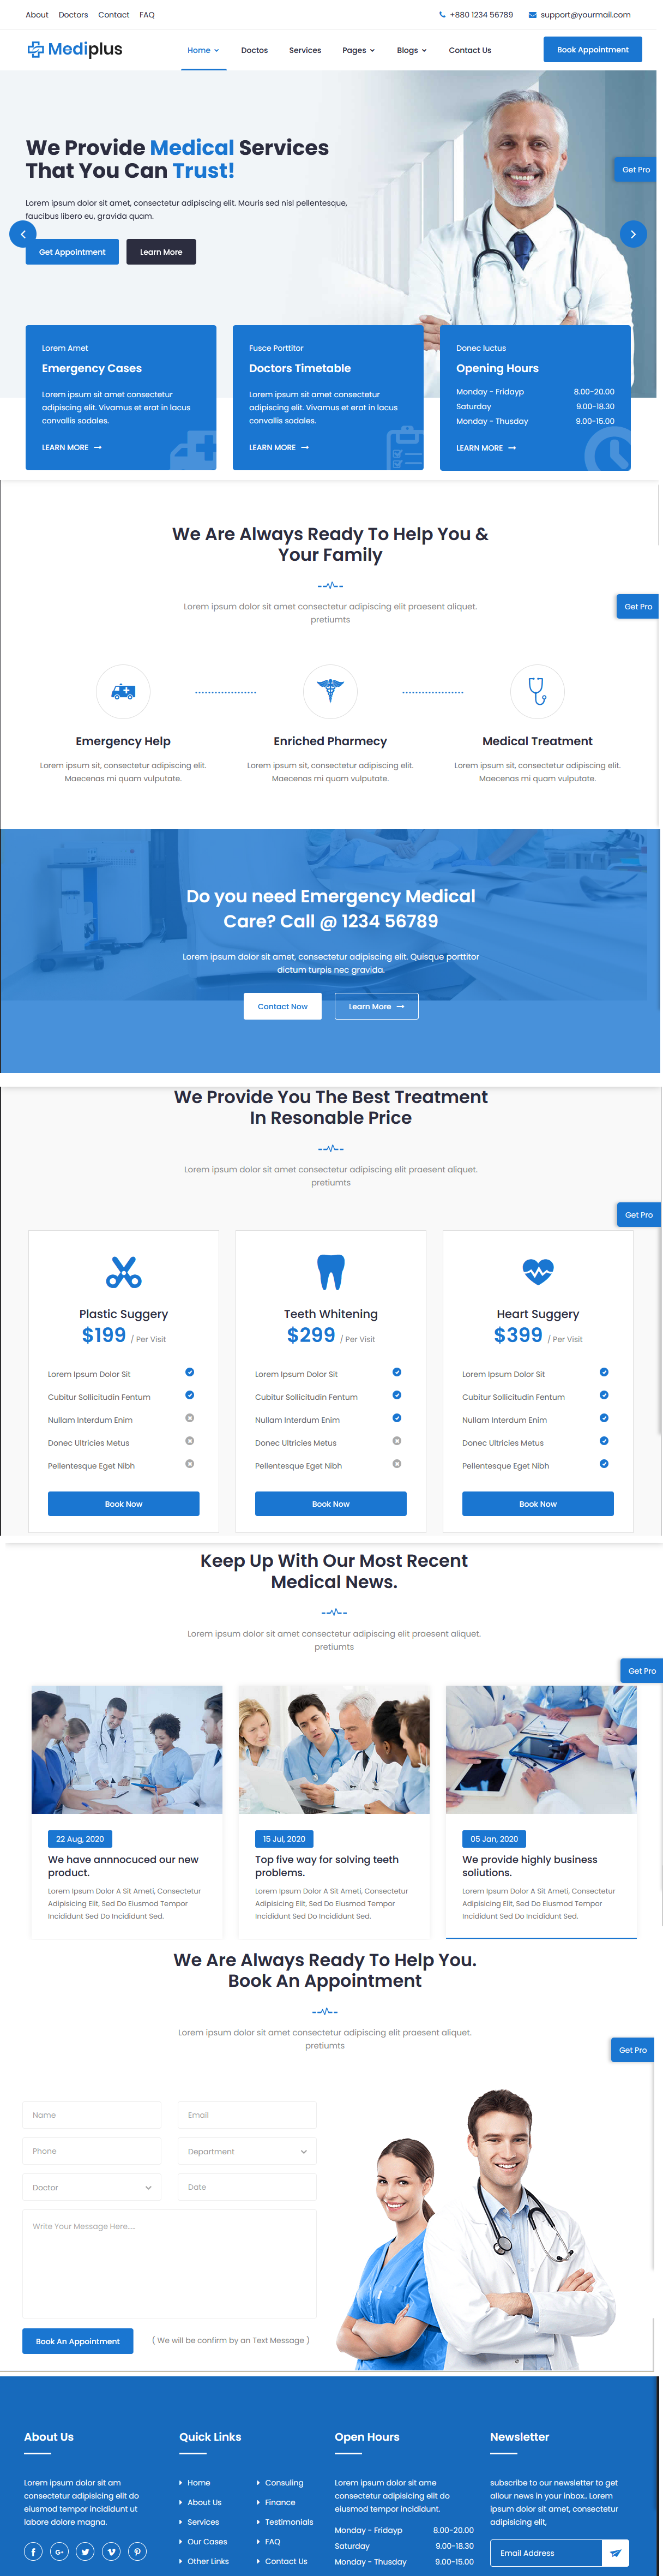 About Doctors Contact FAQ +880 1234 56789 support@yourmail.com
Mediplus Home Doctos Services Pages Blogs Contact Us Book Appointment
We Provide Medical Services
That You Can Trust!
Get Pro
Lorem ipsum dolor sit amet, consectetur adipiscing elit. Mauris sed nisl pellentesque,
faucibus libero eu, gravida quam.
Get Appointment Learn More
Lorem Amet
Emergency Cases
Lorem ipsum sit amet consectetur
adipiscing elit. Vivamus et erat in lacus
convallis sodales.
LEARN MORE
Fusce Porttitor
Doctors Timetable
Lorem ipsum sit amet consectetur
adipiscing elit. Vivamus et erat in lacus
convallis sodales.
LEARN MORE
Donec luctus
Opening Hours
Monday - Fridayp 8.00-20.00
Saturday 9.00-18.30
Monday - Thusday 9.00-15.00
LEARN MORE
We Are Always Ready To Help You &
Your Family
Get Pro
Lorem ipsum dolor sit amet consectetur adipiscing elit praesent aliquet.
pretiumts
Emergency Help
Lorem ipsum sit, consectetur adipiscing elit.
Maecenas mi quam vulputate.
Enriched Pharmecy
Lorem ipsum sit, consectetur adipiscing elit.
Maecenas mi quam vulputate.
Medical Treatment
Lorem ipsum sit, consectetur adipiscing elit.
Maecenas mi quam vulputate.
Do you need Emergency Medical
Care? Call @ 1234 56789
Lorem ipsum dolor sit amet, consectetur adipiscing elit. Quisque porttitor
dictum turpis nec gravida.
Contact Now Learn More
We Provide You The Best Treatment
In Resonable Price
Lorem ipsum dolor sit amet consectetur adipiscing elit praesent aliquet.
pretiumts
Get Pro
Plastic Suggery
$199 / Per Visit
Lorem Ipsum Dolor Sit
Cubitur Sollicitudin Fentum
Nullam Interdum Enim
Donec Ultricies Metus
Pellentesque Eget Nibh
Book Now
Teeth Whitening
$299 / Per Visit
Lorem Ipsum Dolor Sit
Cubitur Sollicitudin Fentum
Nullam Interdum Enim
Donec Ultricies Metus
Pellentesque Eget Nibh
Book Now
Heart Suggery
$399 / Per Visit
Lorem Ipsum Dolor Sit
Cubitur Sollicitudin Fentum
Nullam Interdum Enim
Donec Ultricies Metus
Pellentesque Eget Nibh
Book Now
Keep Up With Our Most Recent
Medical News.
Lorem ipsum dolor sit amet consectetur adipiscing elit praesent aliquet.
pretiumts
Get Pro
22 Aug, 2020
We have annnocuced our new
product.
Lorem Ipsum Dolor A Sit Ameti, Consectetur
Adipisicing Elit, Sed Do Eiusmod Tempor
Incididunt Sed Do Incididunt Sed.
15 Jul, 2020
Top five way for solving teeth
problems.
Lorem Ipsum Dolor A Sit Ameti, Consectetur
Adipisicing Elit, Sed Do Eiusmod Tempor
Incididunt Sed Do Incididunt Sed.
05 Jan, 2020
We provide highly business
soliutions.
Lorem Ipsum Dolor A Sit Ameti, Consectetur
Adipisicing Elit, Sed Do Eiusmod Tempor
Incididunt Sed Do Incididunt Sed.
We Are Always Ready To Help You.
Book An Appointment
Lorem ipsum dolor sit amet consectetur adipiscing elit praesent aliquet.
pretiumts
Get Pro
Name Email
Phone Department
Doctor Date
Write Your Message Here.....
Book An Appointment ( We will be confirm by an Text Message )
About Us
Lorem ipsum dolor sit am
consectetur adipisicing elit do
eiusmod tempor incididunt ut
labore dolore magna.
Quick Links
Home Consuling
About Us Finance
Services Testimonials
Our Cases FAQ
Other Links Contact Us
Open Hours
Lorem ipsum dolor sit ame
consectetur adipisicing elit do
eiusmod tempor incididunt.
Monday - Fridayp 8.00-20.00
Saturday 9.00-18.30
Monday - Thusday 9.00-15.00
Newsletter
subscribe to our newsletter to get
allour news in your inbox.. Lorem
ipsum dolor sit amet, consectetur
adipisicing elit,
Email Address